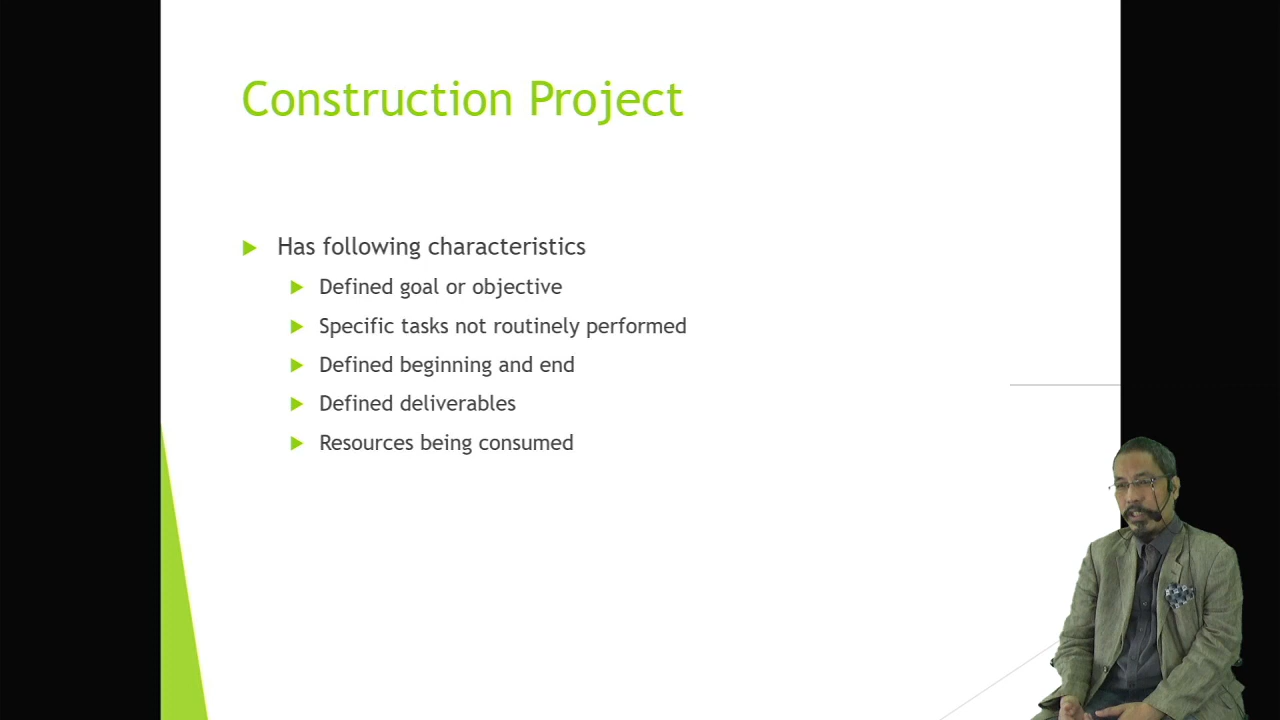 Construction Project
Has following characteristics
Defined goal or objective
Specific tasks not routinely performed
Defined beginning and end
Defined deliverables
Resources being consumed